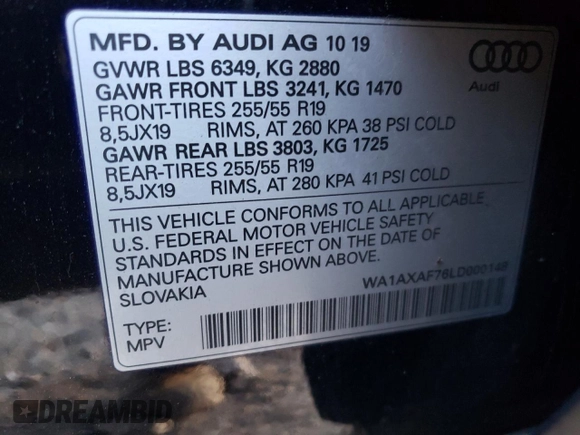 MFD. BY AUDI AG 10 19
GVWR LBS 6349, KG 2880
GAWR FRONT LBS 3241, KG 1470
FRONT-TIRES 255/55 R19
8,5JX19 RIMS, AT 260 KPA 38 PSI COLD
GAWR REAR LBS 3803, KG 1725
REAR-TIRES 255/55 R19
8,5JX19 RIMS, AT 280 KPA 41 PSI COLD
Audi
THIS VEHICLE CONFORMS TO ALL APPLICABLE
U.S. FEDERAL MOTOR VEHICLE SAFETY
STANDARDS IN EFFECT ON THE DATE OF
MANUFACTURE SHOWN ABOVE.
SLOVAKIA
WA1AXAF76LD000149
TYPE:
MPV
DREAMBID